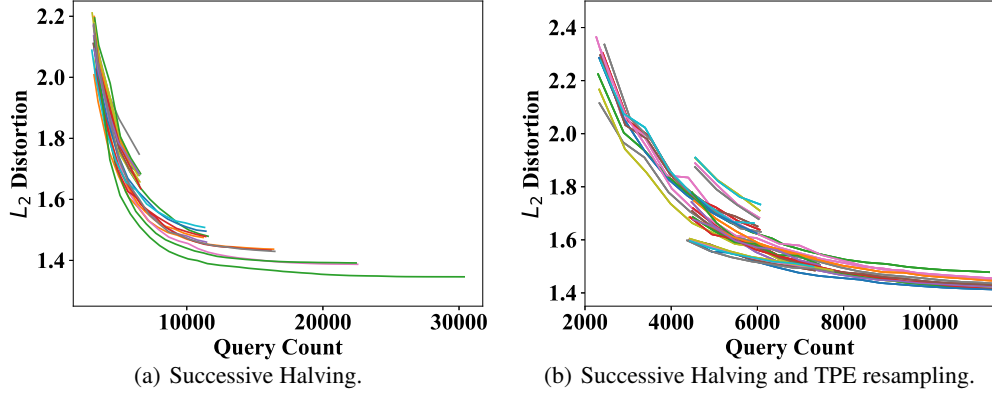 2.2
2.0
1.8
1.6
1.4
L2 Distortion
10000 20000 30000
Query Count
(a) Successive Halving.
2.4
2.2
2.0
1.8
1.6
1.4
L2 Distortion
2000 4000 6000 8000 10000
Query Count
(b) Successive Halving and TPE resampling.